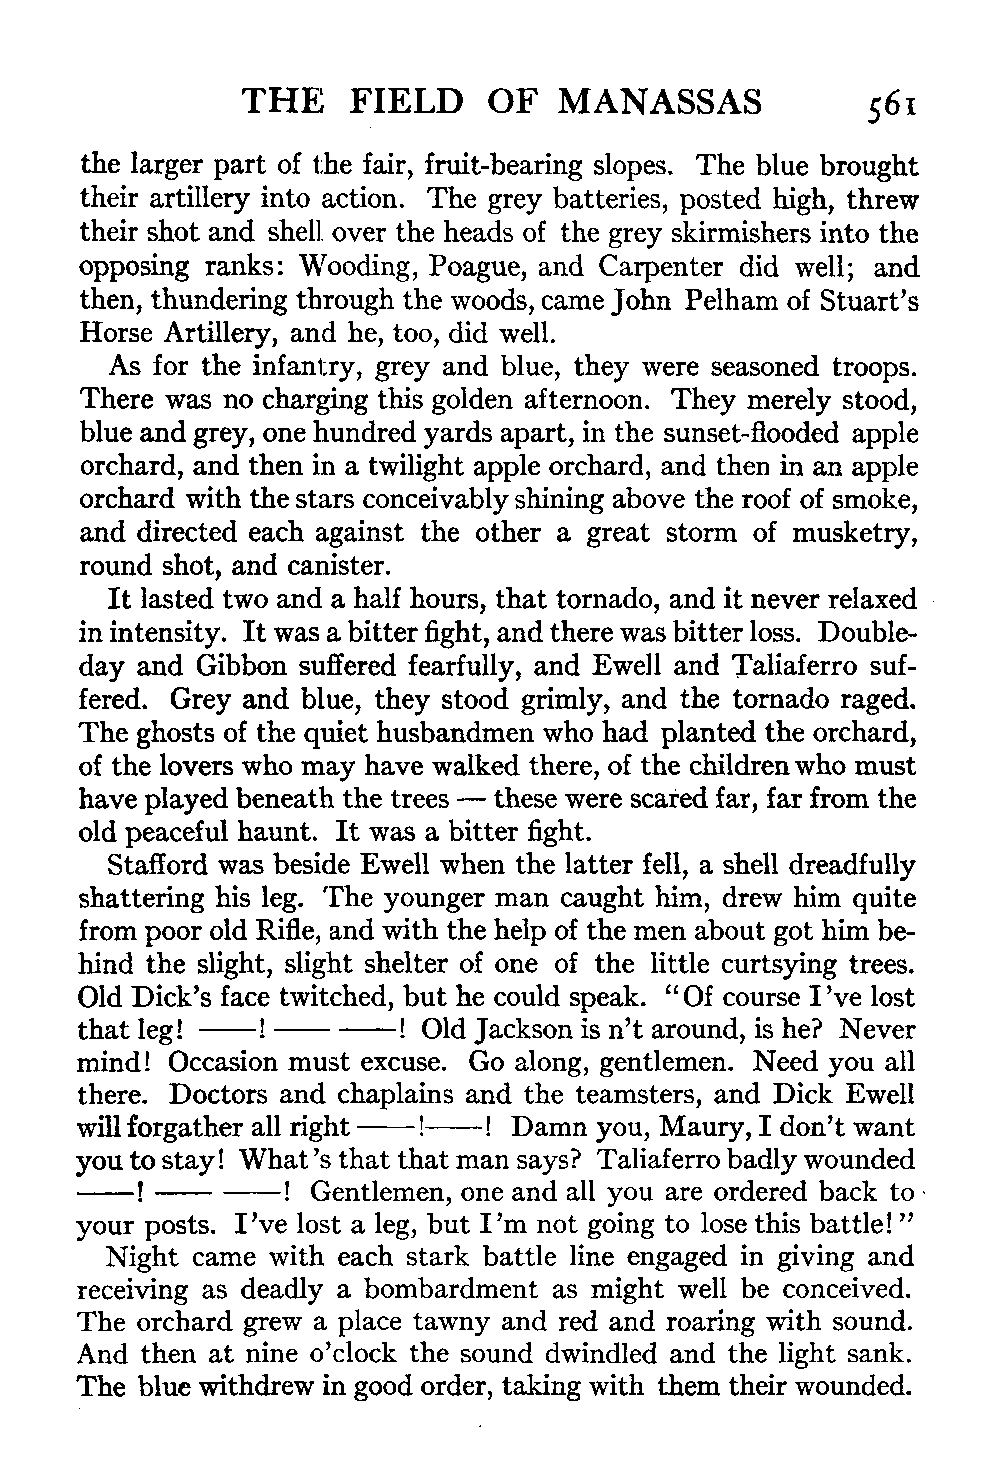 THE FIELD OF MANASSAS 561
the larger part of the fair, fruit-bearing slopes. The blue brought
their artillery into action. The grey batteries, posted high, threw
their shot and shell over the heads of the grey skirmishers into the
opposing ranks: Wooding, Poague, and Carpenter did well; and
then, thundering through the woods, came John Pelham of Stuart's
Horse Artillery, and he, too, did well.
As for the infantry, grey and blue, they were seasoned troops.
There was no charging this golden afternoon. They merely stood,
blue and grey, one hundred yards apart, in the sunset-flooded apple
orchard, and then in a twilight apple orchard, and then in an apple
orchard with the stars conceivably shining above the roof of smoke,
and directed each against the other a great storm of musketry,
round shot, and canister.
It lasted two and a half hours, that tornado, and it never relaxed
in intensity. It was a bitter fight, and there was bitter loss. Double-
day and Gibbon suffered fearfully, and Ewell and Taliaferro suf-
fered. Grey and blue, they stood grimly, and the tornado raged.
The ghosts of the quiet husbandmen who had planted the orchard,
of the lovers who may have walked there, of the children who must
have played beneath the trees — these were scared far, far from the
old peaceful haunt. It was a bitter fight.
Stafford was beside Ewell when the latter fell, a shell dreadfully
shattering his leg. The younger man caught him, drew him quite
from poor old Rifle, and with the help of the men about got him be-
hind the slight, slight shelter of one of the little curtsying trees.
Old Dick's face twitched, but he could speak. "Of course I've lost
that leg! ——! —— ——! Old Jackson is n't around, is he? Never
mind! Occasion must excuse. Go along, gentlemen. Need you all
there. Doctors and chaplains and the teamsters, and Dick Ewell
will forgather all right ——!——! Damn you, Maury, I don't want
you to stay! What's that that man says? Taliaferro badly wounded
——! —— ——! Gentlemen, one and all you are ordered back to
your posts. I've lost a leg, but I'm not going to lose this battle!"
Night came with each stark battle line engaged in giving and
receiving as deadly a bombardment as might well be conceived.
The orchard grew a place tawny and red and roaring with sound.
And then at nine o'clock the sound dwindled and the light sank.
The blue withdrew in good order, taking with them their wounded.